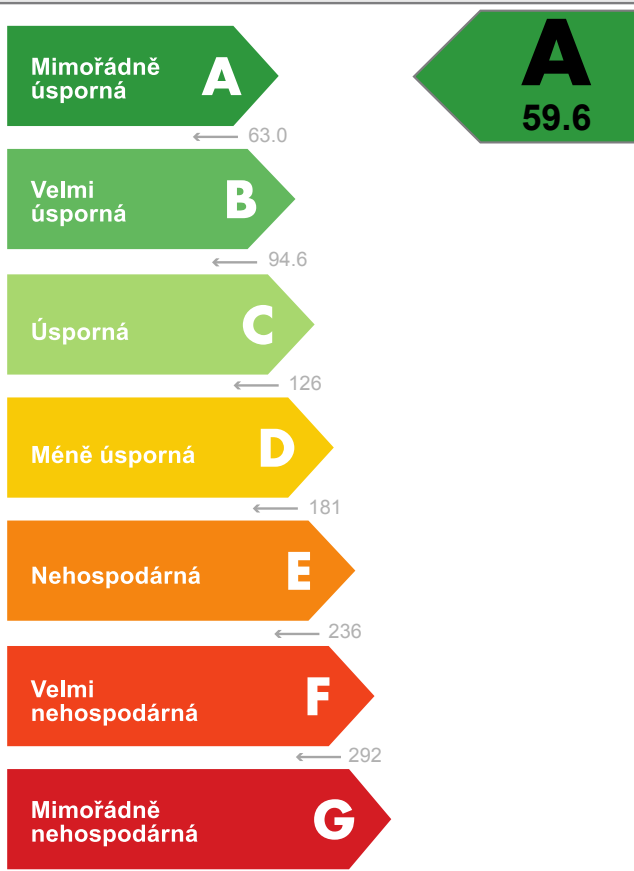 Mimořádně
úsporná
A
63.0
A
59.6
Velmi
úsporná
B
94.6
Úsporná
C
126
Méně úsporná
D
181
Nehospodárná
E
236
Velmi
nehospodárná
F
292
Mimořádně
nehospodárná
G